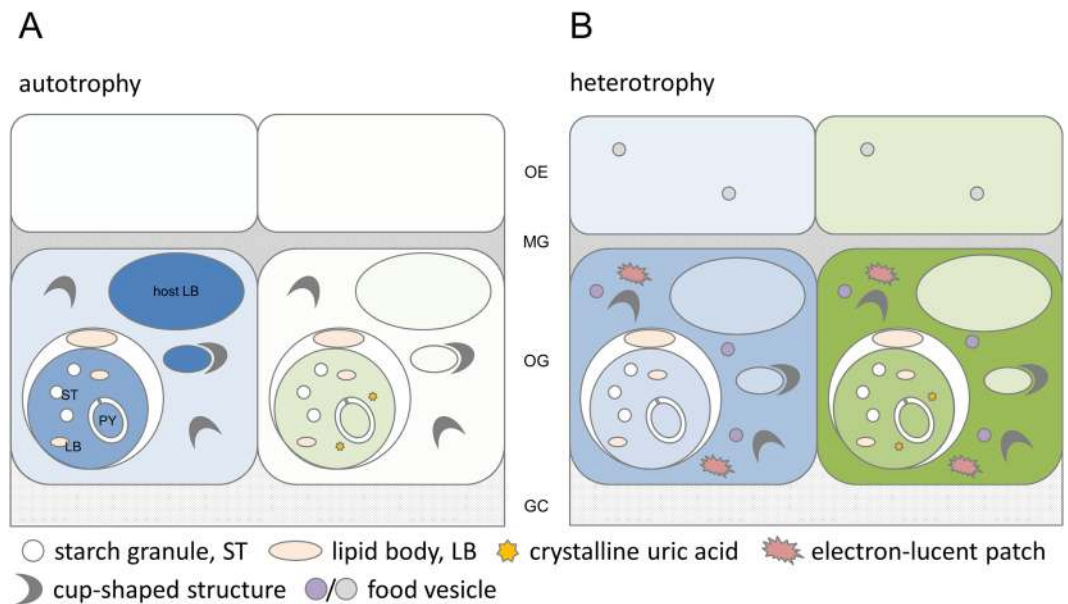 A
B
autotrophy
heterotrophy
OE
MG
host LB
OG
ST
PY
LB
GC
starch granule, ST lipid body, LB crystalline uric acid electron-lucent patch
cup-shaped structure / food vesicle